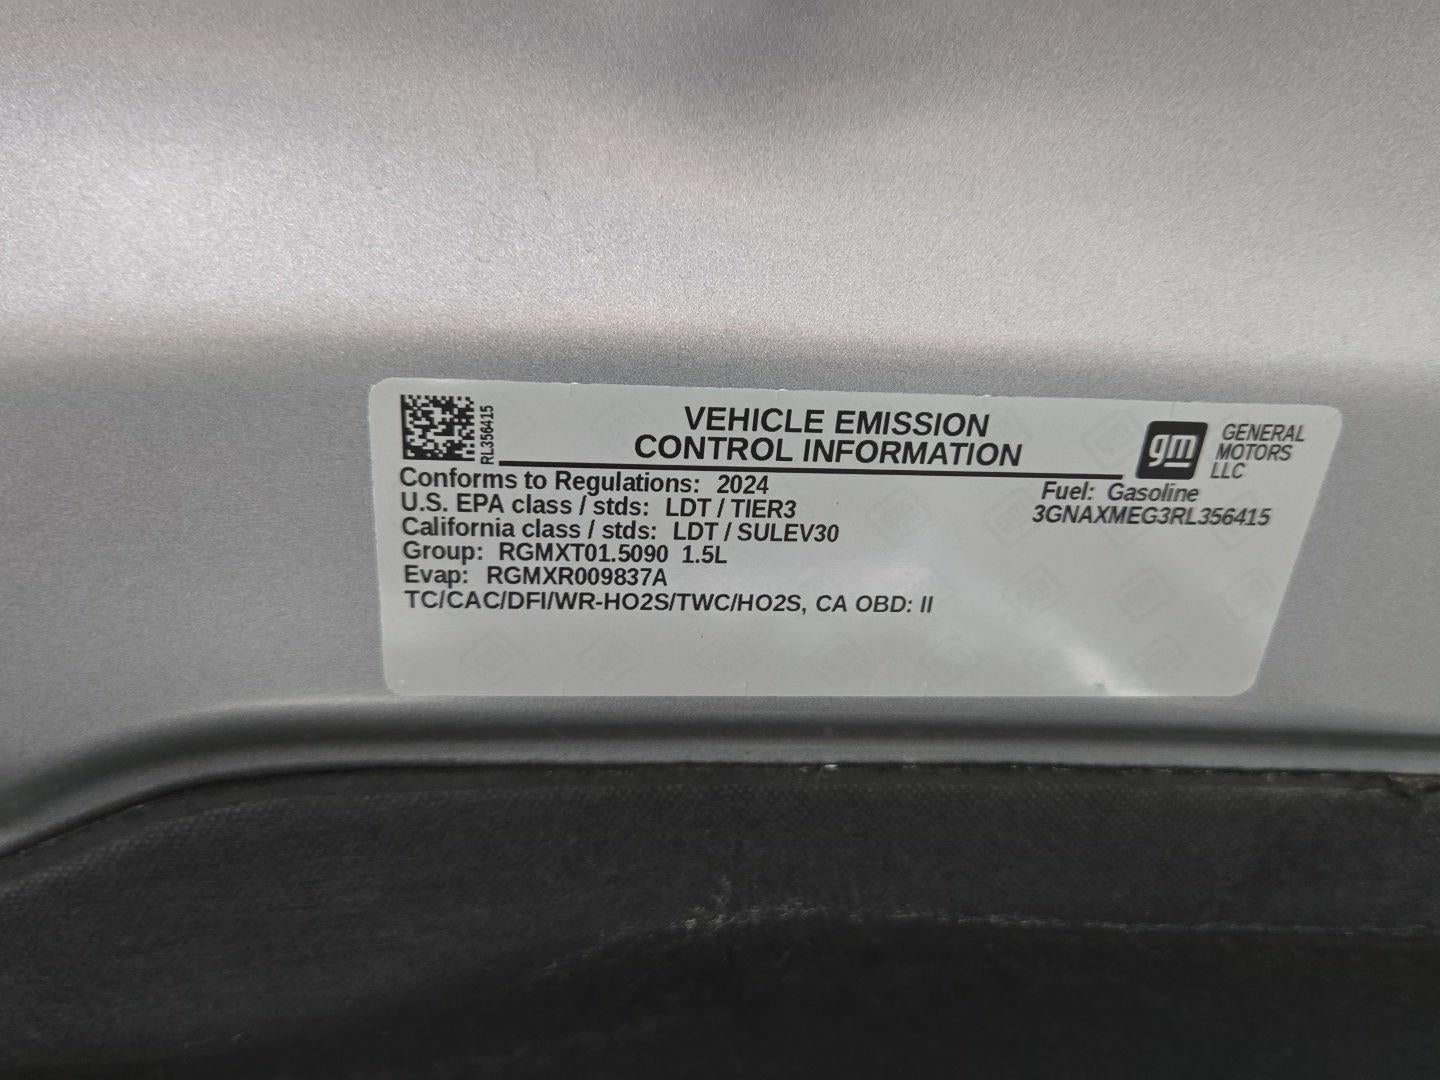 RL356415
VEHICLE EMISSION
CONTROL INFORMATION
gm
GENERAL
MOTORS
LLC
Conforms to Regulations: 2024
U.S. EPA class / stds: LDT / TIER3
California class / stds: LDT / SULEV30
Group: RGMXT01.5090 1.5L
Evap: RGMXR009837A
TC/CAC/DFI/WR-HO2S/TWC/HO2S, CA OBD: II
Fuel: Gasoline
3GNAXMEG3RL356415